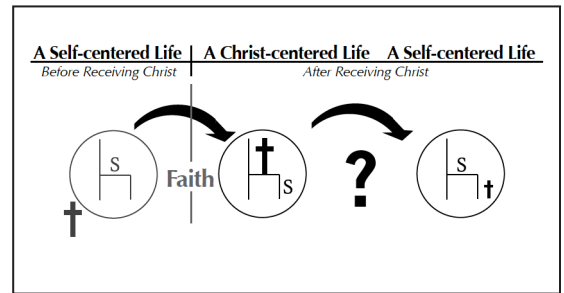 A Self-centered Life A Christ-centered Life A Self-centered Life
Before Receiving Christ After Receiving Christ
S S S
Faith ?